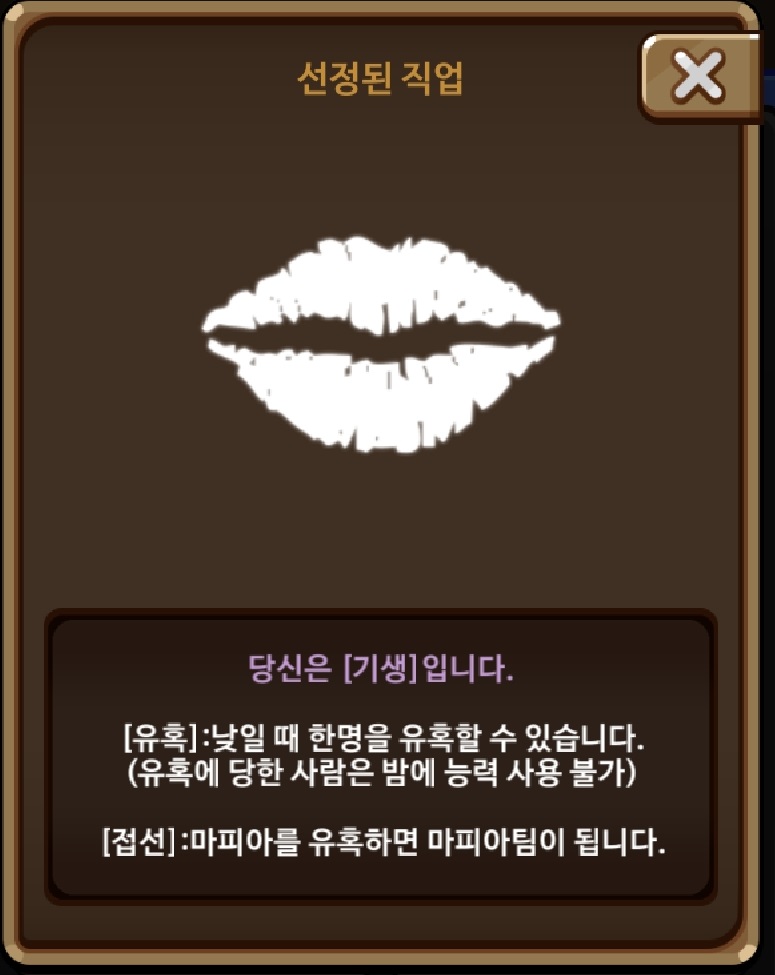 선정된 직업
당신은 [기생]입니다.
[유혹]:낮일 때 한명을 유혹할 수 있습니다.
(유혹에 당한 사람은 밤에 능력 사용 불가)
[접선]:마피아를 유혹하면 마피아팀이 됩니다.